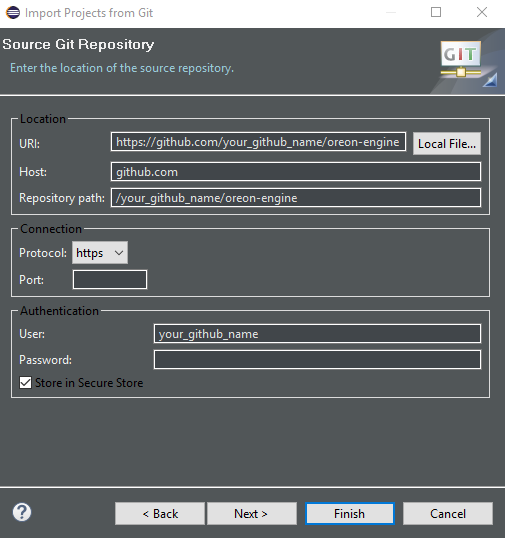 Import Projects from Git
Source Git Repository
Enter the location of the source repository.
GIT
Location
URI: https://github.com/your_github_name/oreon-engine Local File...
Host: github.com
Repository path: /your_github_name/oreon-engine
Connection
Protocol: https
Port:
Authentication
User: your_github_name
Password:
Store in Secure Store
?
< Back Next > Finish Cancel